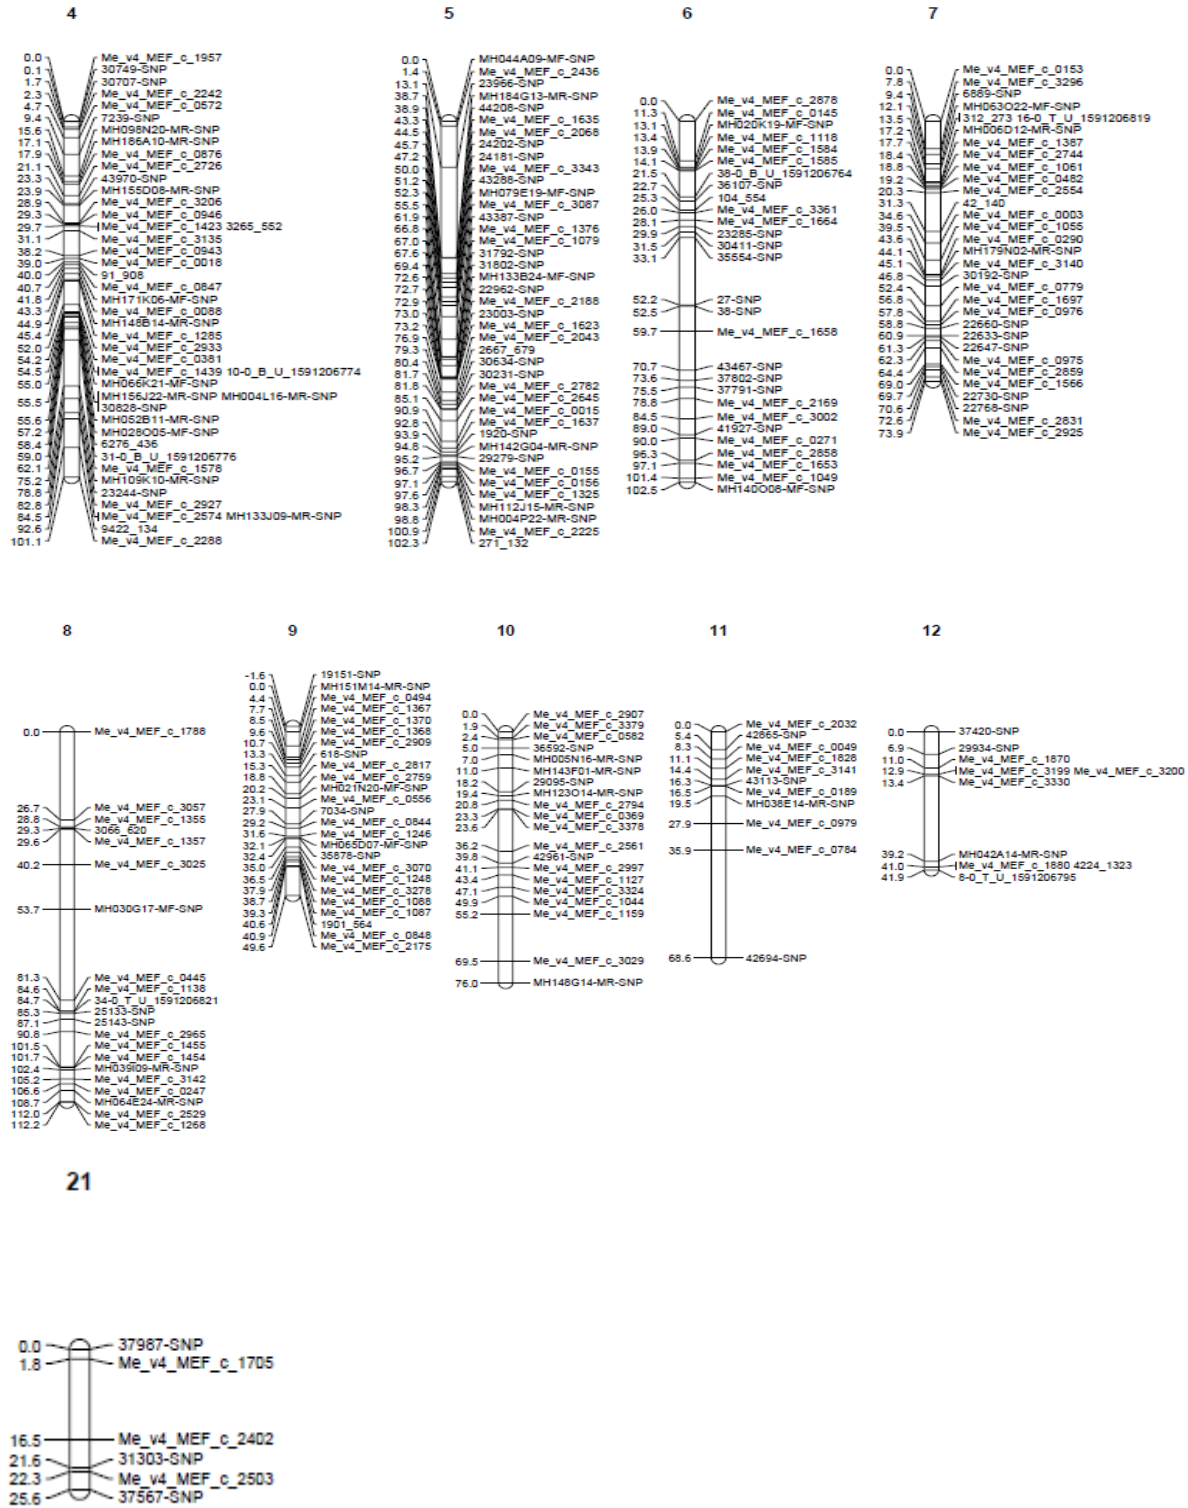 4
0.0 Me_v4_MEF_c_1957
0.1 30749-SNP
1.7 30707-SNP
2.3 Me_v4_MEF_c_2242
4.7 Me_v4_MEF_c_0572
9.4 7239-SNP
15.6 MH098N20-MR-SNP
17.1 MH186A10-MR-SNP
17.9 Me_v4_MEF_c_0876
21.1 Me_v4_MEF_c_2726
23.3 43970-SNP
23.9 MH155D08-MR-SNP
28.9 Me_v4_MEF_c_3206
29.3 Me_v4_MEF_c_0946
29.7 Me_v4_MEF_c_1423 3265_552
31.1 Me_v4_MEF_c_3135
38.2 Me_v4_MEF_c_0943
39.0 Me_v4_MEF_c_0018
40.0 91_908
40.7 Me_v4_MEF_c_0847
41.8 MH171K06-MF-SNP
43.3 Me_v4_MEF_c_0088
44.9 MH148B14-MR-SNP
45.4 Me_v4_MEF_c_1285
52.0 Me_v4_MEF_c_2933
54.2 Me_v4_MEF_c_0381
54.5 Me_v4_MEF_c_1439 10-0_B_U_1591206774
55.0 MH066K21-MF-SNP
55.5 MH156J22-MR-SNP MH004L16-MR-SNP
30828-SNP
55.6 MH052B11-MR-SNP
57.2 MH028O05-MF-SNP
58.4 6276_436
59.0 31-0_B_U_1591206776
62.1 Me_v4_MEF_c_1578
75.2 MH109K10-MR-SNP
78.8 23244-SNP
82.8 Me_v4_MEF_c_2927
84.5 Me_v4_MEF_c_2574 MH133J09-MR-SNP
92.6 9422_134
101.1 Me_v4_MEF_c_2288
5
0.0 MH044A09-MF-SNP
1.4 Me_v4_MEF_c_2436
13.1 23966-SNP
38.7 MH184G13-MR-SNP
38.9 44208-SNP
43.3 Me_v4_MEF_c_1635
44.5 Me_v4_MEF_c_2068
45.7 24202-SNP
47.2 24181-SNP
50.0 Me_v4_MEF_c_3343
51.2 43288-SNP
52.3 MH079E19-MF-SNP
55.5 Me_v4_MEF_c_3087
61.9 43387-SNP
66.8 Me_v4_MEF_c_1376
67.0 Me_v4_MEF_c_1079
67.6 31792-SNP
69.4 31802-SNP
72.6 MH133B24-MF-SNP
72.7 22962-SNP
72.9 Me_v4_MEF_c_2188
73.0 23003-SNP
73.2 Me_v4_MEF_c_1623
76.9 Me_v4_MEF_c_2043
79.3 2667_679
80.4 30634-SNP
81.7 30231-SNP
81.8 Me_v4_MEF_c_2782
85.1 Me_v4_MEF_c_2645
90.9 Me_v4_MEF_c_0015
92.8 Me_v4_MEF_c_1637
93.9 1920-SNP
94.8 MH142G04-MR-SNP
95.2 29279-SNP
96.7 Me_v4_MEF_c_0155
97.1 Me_v4_MEF_c_0156
97.6 Me_v4_MEF_c_1325
98.3 MH112J15-MR-SNP
98.8 MH004P22-MR-SNP
100.9 Me_v4_MEF_c_2225
102.3 271_132
6
0.0 Me_v4_MEF_c_2878
11.3 Me_v4_MEF_c_0145
13.1 MH020K19-MF-SNP
13.4 Me_v4_MEF_c_1118
13.9 Me_v4_MEF_c_1584
14.1 Me_v4_MEF_c_1585
21.5 38-0_B_U_1591206764
22.7 36107-SNP
25.3 104_554
26.0 Me_v4_MEF_c_3361
28.1 Me_v4_MEF_c_1664
29.9 23285-SNP
31.5 30411-SNP
33.1 35554-SNP
52.2 27-SNP
52.5 38-SNP
59.7 Me_v4_MEF_c_1658
70.7 43467-SNP
73.6 37802-SNP
75.5 37791-SNP
78.8 Me_v4_MEF_c_2169
84.5 Me_v4_MEF_c_3002
89.0 41927-SNP
90.0 Me_v4_MEF_c_0271
96.3 Me_v4_MEF_c_2858
97.1 Me_v4_MEF_c_1653
101.4 Me_v4_MEF_c_1049
102.5 MH140O08-MF-SNP
7
0.0 Me_v4_MEF_c_0153
7.8 Me_v4_MEF_c_3296
9.4 6889-SNP
12.1 MH063O22-MF-SNP
13.5 312_273 16-0_T_U_1591206819
17.2 MH006D12-MR-SNP
17.7 Me_v4_MEF_c_1387
18.4 Me_v4_MEF_c_2744
18.8 Me_v4_MEF_c_1061
19.2 Me_v4_MEF_c_0482
20.3 Me_v4_MEF_c_2554
31.3 42_140
34.6 Me_v4_MEF_c_0003
39.5 Me_v4_MEF_c_1055
43.6 Me_v4_MEF_c_0290
44.1 MH179N02-MR-SNP
45.1 Me_v4_MEF_c_3140
46.8 30192-SNP
52.4 Me_v4_MEF_c_0779
56.8 Me_v4_MEF_c_1697
57.8 Me_v4_MEF_c_0976
58.8 22660-SNP
60.9 22633-SNP
61.3 22647-SNP
62.3 Me_v4_MEF_c_0975
64.4 Me_v4_MEF_c_2859
69.0 Me_v4_MEF_c_1566
69.7 22730-SNP
70.6 22768-SNP
72.6 Me_v4_MEF_c_2831
73.9 Me_v4_MEF_c_2925
8
0.0 Me_v4_MEF_c_1788
26.7 Me_v4_MEF_c_3057
28.8 Me_v4_MEF_c_1355
29.3 3066_620
29.6 Me_v4_MEF_c_1357
40.2 Me_v4_MEF_c_3025
53.7 MH030G17-MF-SNP
81.3 Me_v4_MEF_c_0445
84.6 Me_v4_MEF_c_1138
84.7 34-0_T_U_1591206821
85.3 25133-SNP
87.1 25143-SNP
90.8 Me_v4_MEF_c_2965
101.5 Me_v4_MEF_c_1455
101.7 Me_v4_MEF_c_1454
102.4 MH039I09-MR-SNP
105.2 Me_v4_MEF_c_3142
106.6 Me_v4_MEF_c_0247
108.7 MH064E24-MR-SNP
112.0 Me_v4_MEF_c_2529
112.2 Me_v4_MEF_c_1268
9
-1.6 19151-SNP
0.0 MH151M14-MR-SNP
4.4 Me_v4_MEF_c_0494
7.7 Me_v4_MEF_c_1367
8.5 Me_v4_MEF_c_1370
9.6 Me_v4_MEF_c_1368
10.7 Me_v4_MEF_c_2909
13.3 618-SNP
15.3 Me_v4_MEF_c_2817
18.8 Me_v4_MEF_c_2759
20.2 MH021N20-MF-SNP
23.1 Me_v4_MEF_c_0556
27.9 7034-SNP
29.2 Me_v4_MEF_c_0844
31.6 Me_v4_MEF_c_1246
32.1 MH065D07-MF-SNP
32.4 35878-SNP
35.0 Me_v4_MEF_c_3070
36.5 Me_v4_MEF_c_1248
37.9 Me_v4_MEF_c_3278
38.7 Me_v4_MEF_c_1088
39.3 Me_v4_MEF_c_1087
40.6 1901_564
40.9 Me_v4_MEF_c_0848
49.6 Me_v4_MEF_c_2175
10
0.0 Me_v4_MEF_c_2907
1.9 Me_v4_MEF_c_3379
2.4 Me_v4_MEF_c_0582
5.0 36592-SNP
7.0 MH005N16-MR-SNP
11.0 MH143F01-MR-SNP
18.2 29095-SNP
19.4 MH123O14-MR-SNP
20.8 Me_v4_MEF_c_2794
23.3 Me_v4_MEF_c_0369
23.6 Me_v4_MEF_c_3378
36.2 Me_v4_MEF_c_2561
39.8 42961-SNP
41.1 Me_v4_MEF_c_2997
43.4 Me_v4_MEF_c_1127
47.1 Me_v4_MEF_c_3324
49.9 Me_v4_MEF_c_1044
55.2 Me_v4_MEF_c_1159
69.5 Me_v4_MEF_c_3029
76.0 MH148G14-MR-SNP
11
0.0 Me_v4_MEF_c_2032
5.4 42865-SNP
8.3 Me_v4_MEF_c_0049
11.1 Me_v4_MEF_c_1828
14.4 Me_v4_MEF_c_3141
16.3 43113-SNP
16.5 Me_v4_MEF_c_0189
19.5 MH038E14-MR-SNP
27.9 Me_v4_MEF_c_0979
35.9 Me_v4_MEF_c_0784
68.6 42694-SNP
12
0.0 37420-SNP
6.9 29934-SNP
11.0 Me_v4_MEF_c_1870
12.9 Me_v4_MEF_c_3199 Me_v4_MEF_c_3200
13.4 Me_v4_MEF_c_3330
39.2 MH042A14-MR-SNP
41.0 Me_v4_MEF_c_1880 4224_1323
41.9 8-0_T_U_1591206795
21
0.0 37987-SNP
1.8 Me_v4_MEF_c_1705
16.5 Me_v4_MEF_c_2402
21.6 31303-SNP
22.3 Me_v4_MEF_c_2503
25.6 37567-SNP